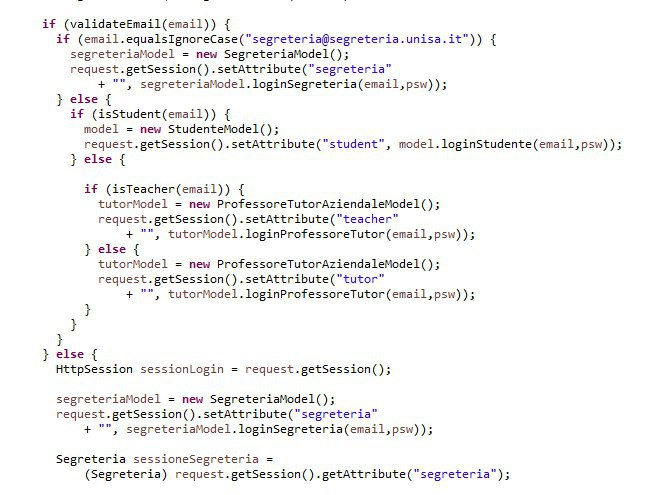 if (validateEmail(email)) {
if (email.equalsIgnoreCase("segreteria@segreteria.unisa.it")) {
segreteriaModel = new SegreteriaModel();
request.getSession().setAttribute("segreteria"
+ "", segreteriaModel.loginSegreteria(email,psw));
} else {
if (isStudent(email)) {
model = new StudenteModel();
request.getSession().setAttribute("student", model.loginStudente(email,psw));
} else {
if (isTeacher(email)) {
tutorModel = new ProfessoreTutorAziendaleModel();
request.getSession().setAttribute("teacher"
+ "", tutorModel.loginProfessoreTutor(email,psw));
} else {
tutorModel = new ProfessoreTutorAziendaleModel();
request.getSession().setAttribute("tutor"
+ "", tutorModel.loginProfessoreTutor(email,psw));
}
}
}
} else {
HttpSession sessionLogin = request.getSession();
segreteriaModel = new SegreteriaModel();
request.getSession().setAttribute("segreteria"
+ "", segreteriaModel.loginSegreteria(email,psw));
Segreteria sessioneSegreteria =
(Segreteria) request.getSession().getAttribute("segreteria");